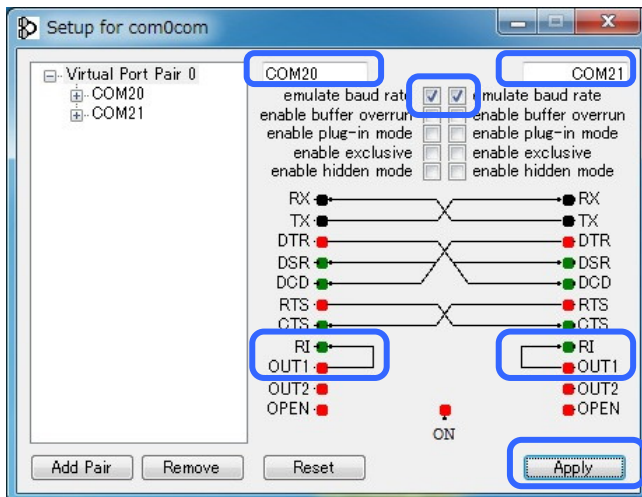 Setup for com0com
Virtual Port Pair 0
COM20
COM21
COM20 COM21
emulate baud rate emulate baud rate
enable buffer overrun enable buffer overrun
enable plug-in mode enable plug-in mode
enable exclusive enable exclusive
enable hidden mode enable hidden mode
RX RX
TX TX
DTR DTR
DSR DSR
DCD DCD
RTS RTS
CTS CTS
RI RI
OUT1 OUT1
OUT2 OUT2
OPEN OPEN
ON
Add Pair Remove Reset Apply